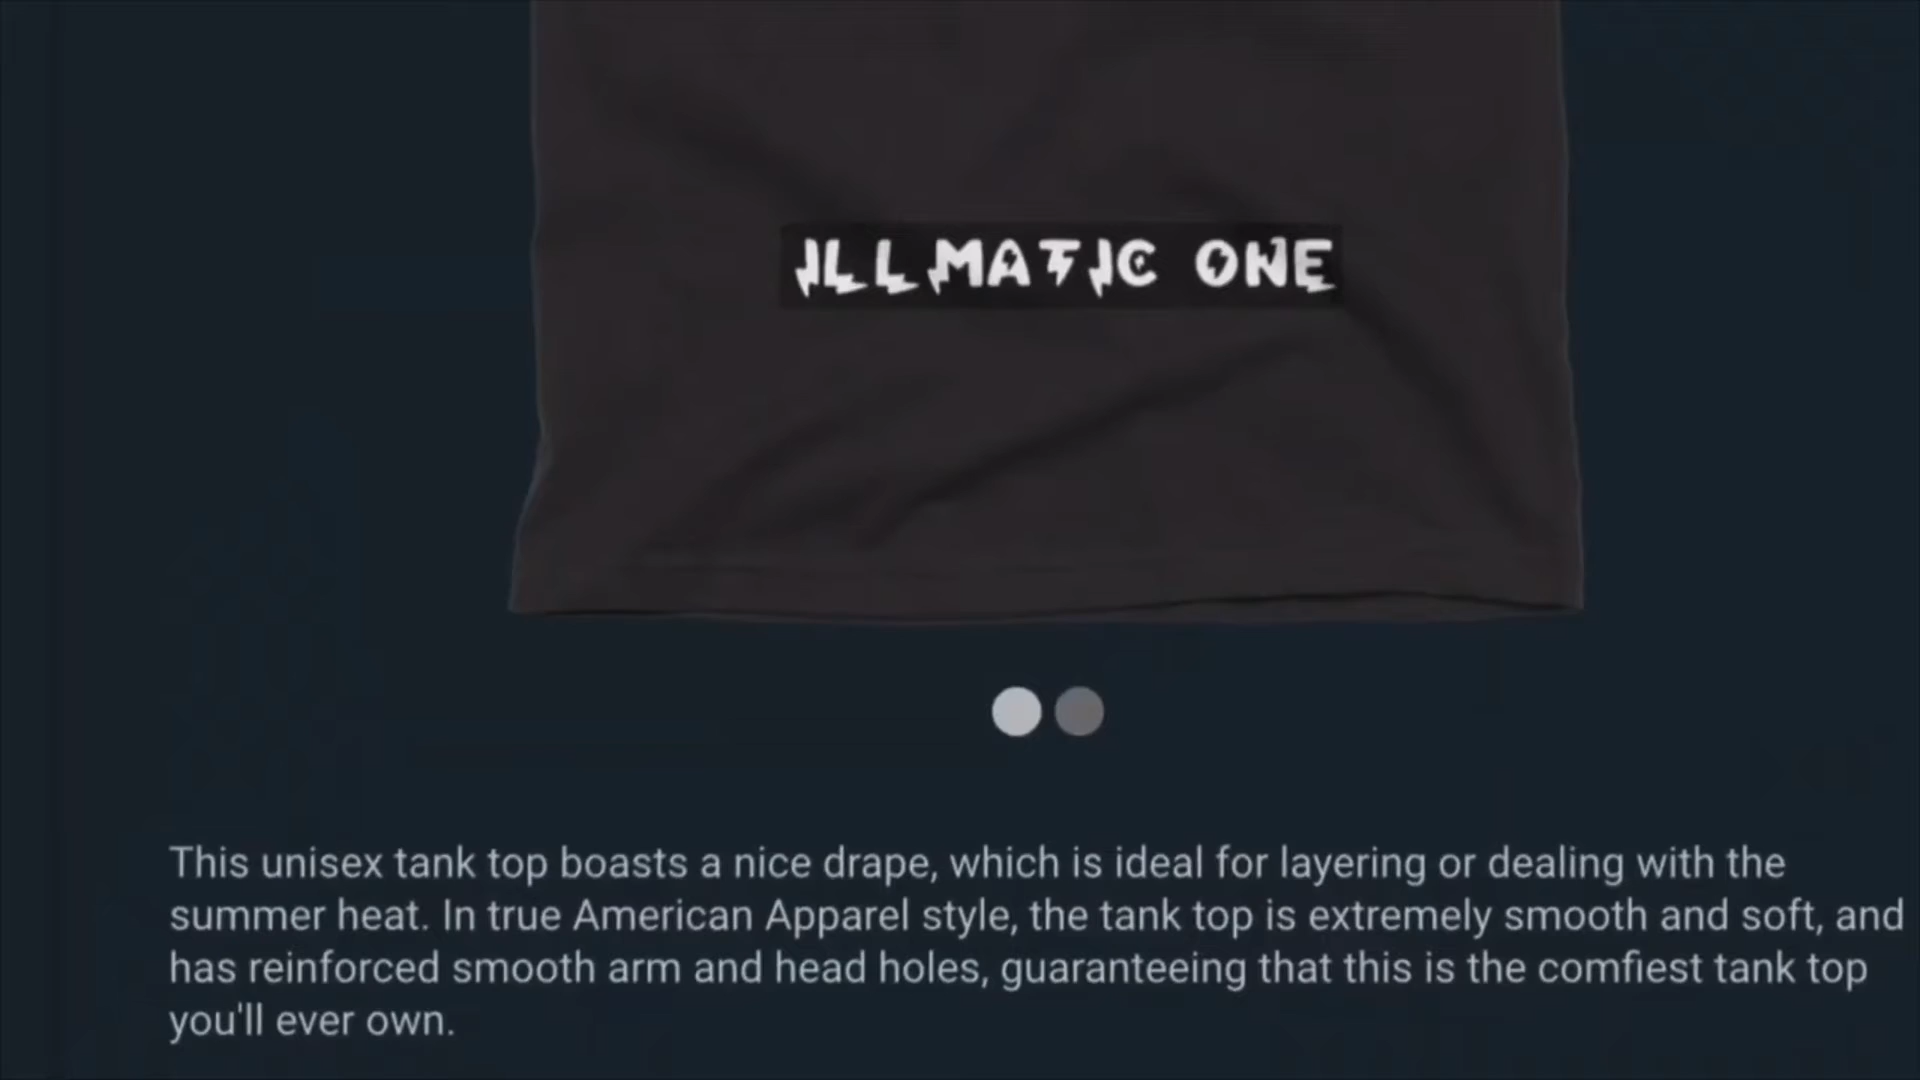 ILLMATIC ONE
This unisex tank top boasts a nice drape, which is ideal for layering or dealing with the
summer heat. In true American Apparel style, the tank top is extremely smooth and soft, and
has reinforced smooth arm and head holes, guaranteeing that this is the comfiest tank top
you'll ever own.